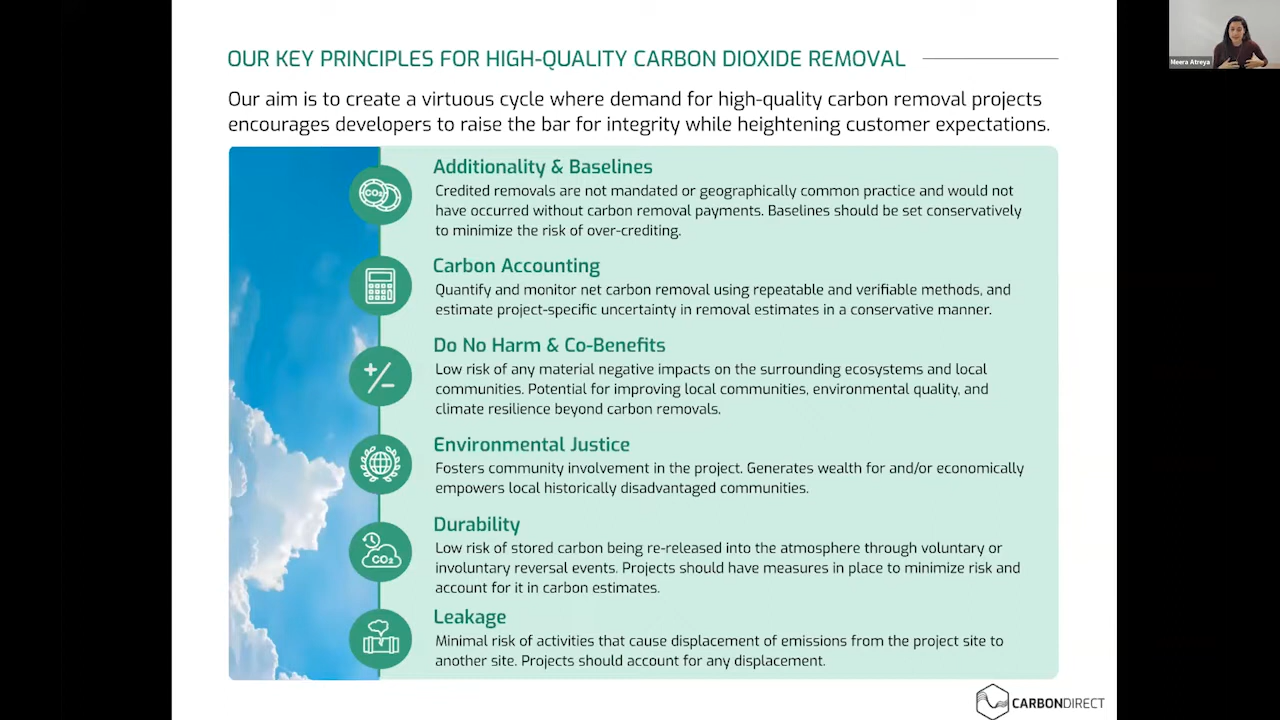 OUR KEY PRINCIPLES FOR HIGH-QUALITY CARBON DIOXIDE REMOVAL
Our aim is to create a virtuous cycle where demand for high-quality carbon removal projects
encourages developers to raise the bar for integrity while heightening customer expectations.
Additionality & Baselines
CO₂
Credited removals are not mandated or geographically common practice and would not
have occurred without carbon removal payments. Baselines should be set conservatively
to minimize the risk of over-crediting.
Carbon Accounting
Quantify and monitor net carbon removal using repeatable and verifiable methods, and
estimate project-specific uncertainty in removal estimates in a conservative manner.
Do No Harm & Co-Benefits
+/-
Low risk of any material negative impacts on the surrounding ecosystems and local
communities. Potential for improving local communities, environmental quality, and
climate resilience beyond carbon removals.
Environmental Justice
Fosters community involvement in the project. Generates wealth for and/or economically
empowers local historically disadvantaged communities.
Durability
CO₂
Low risk of stored carbon being re-released into the atmosphere through voluntary or
involuntary reversal events. Projects should have measures in place to minimize risk and
account for it in carbon estimates.
Leakage
Minimal risk of activities that cause displacement of emissions from the project site to
another site. Projects should account for any displacement.
CARBONDIRECT
Meera Atreya